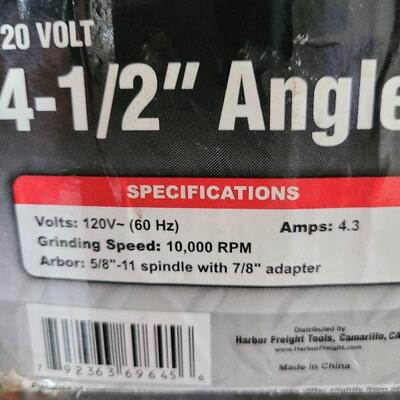 20 VOLT
4-1/2" Angle
SPECIFICATIONS
Volts: 120V~ (60 Hz) Amps: 4.3
Grinding Speed: 10,000 RPM
Arbor: 5/8"-11 spindle with 7/8" adapter
Distributed by
Harbor Freight Tools, Camarillo, CA
www.HarborFreight.com
Made in China
7 92363 69645 6